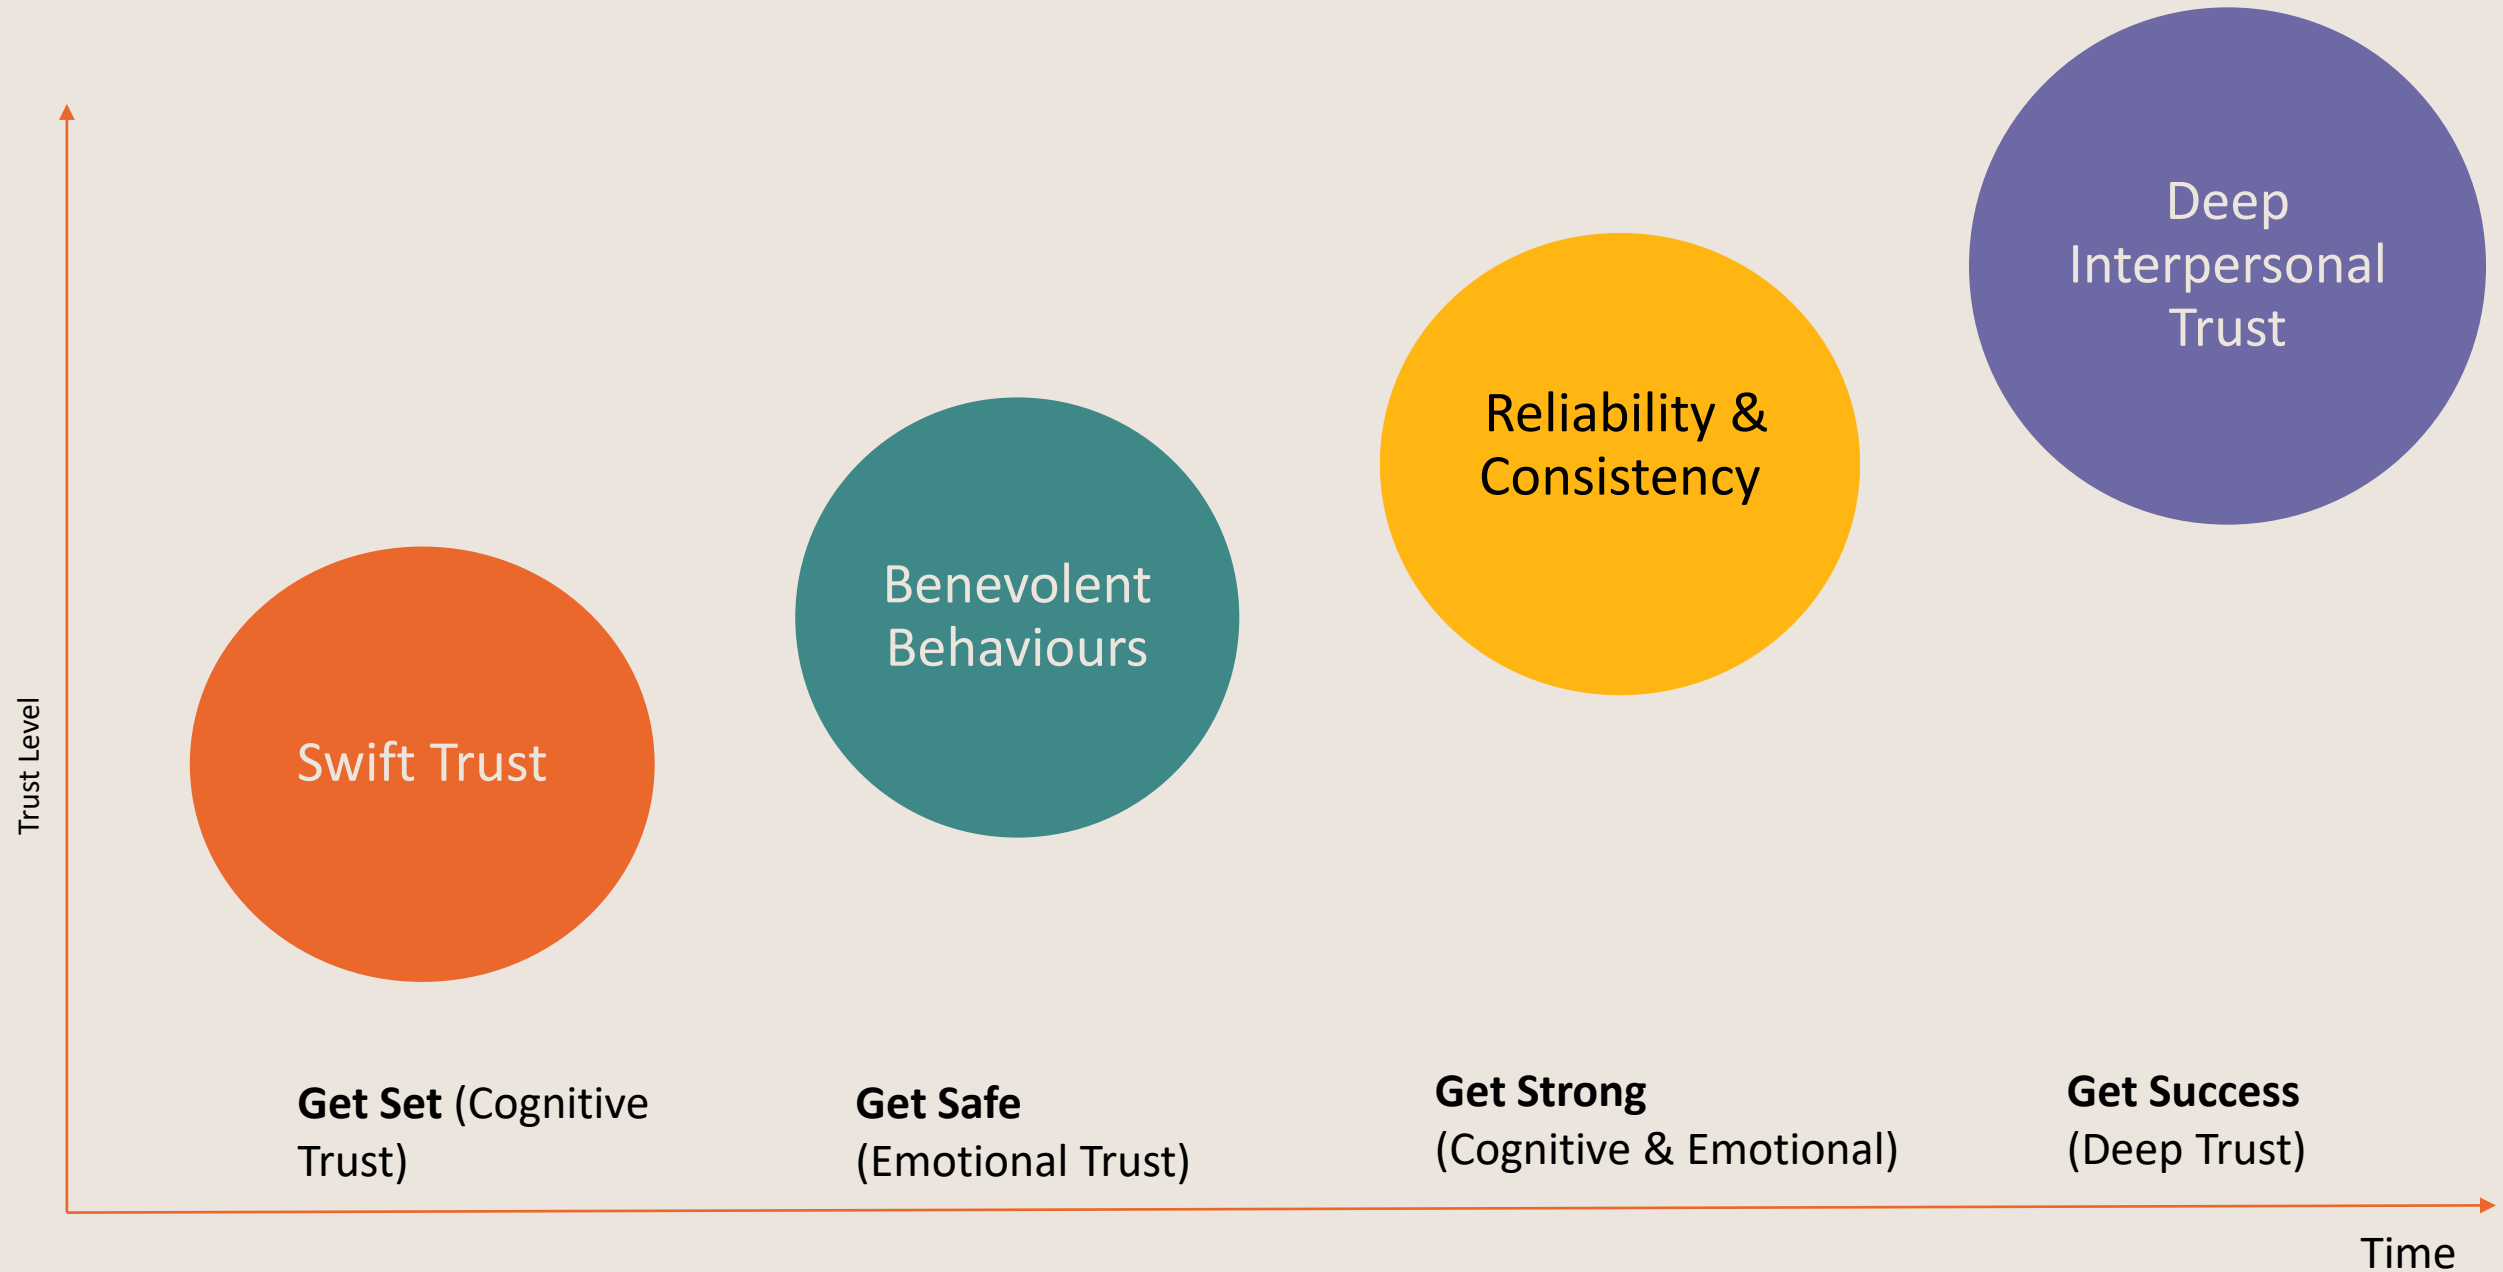 Deep
Interpersonal
Trust
Reliability &
Consistency
Benevolent
Behaviours
Swift Trust
Trust Level
Get Set (Cognitive
Trust)
Get Safe
(Emotional Trust)
Get Strong
(Cognitive & Emotional)
Get Success
(Deep Trust)
Time